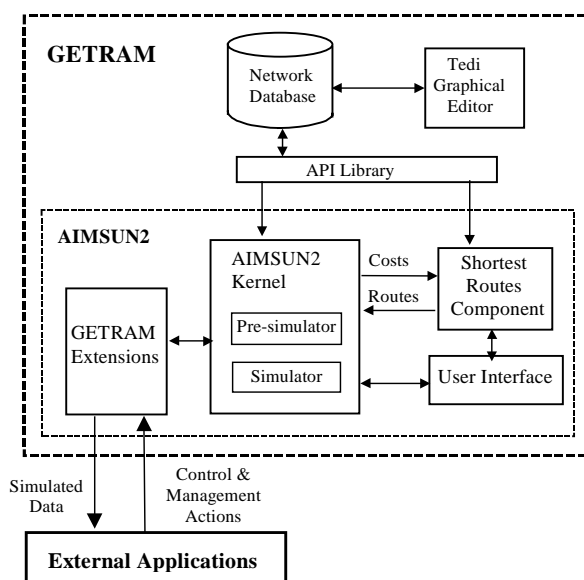 GETRAM
Network
Database
Tedi
Graphical
Editor
API Library
AIMSUN2
AIMSUN2
Kernel
Pre-simulator
Simulator
Costs
Routes
Shortest
Routes
Component
GETRAM
Extensions
User Interface
Simulated
Data
Control &
Management
Actions
External Applications